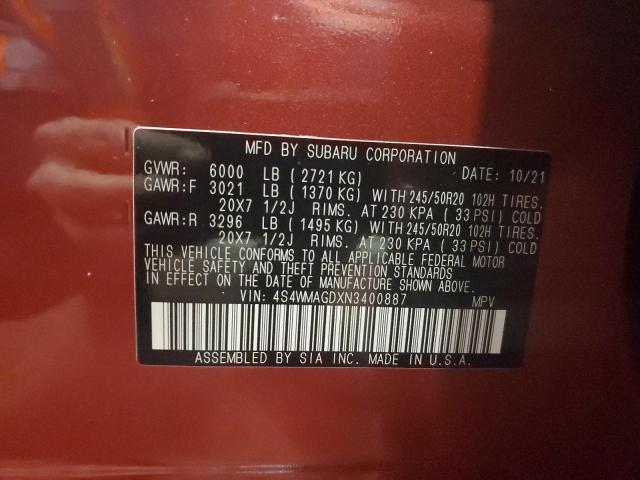 MFD BY SUBARU CORPORATION
GVWR: 6000 LB ( 2721 KG) DATE: 10/21
GAWR:F 3021 LB ( 1370 KG) WITH 245/50R20 102H TIRES.
20X7 1/2J RIMS. AT 230 KPA ( 33 PSI) COLD
GAWR:R 3296 LB ( 1495 KG) WITH 245/50R20 102H TIRES.
20X7 1/2J RIMS. AT 230 KPA ( 33 PSI) COLD
THIS VEHICLE CONFORMS TO ALL APPLICABLE FEDERAL MOTOR
VEHICLE SAFETY AND THEFT PREVENTION STANDARDS
IN EFFECT ON THE DATE OF MANUFACTURE SHOWN ABOVE.
VIN: 4S4WMAGDXN3400887 MPV
ASSEMBLED BY SIA INC. MADE IN U.S.A.